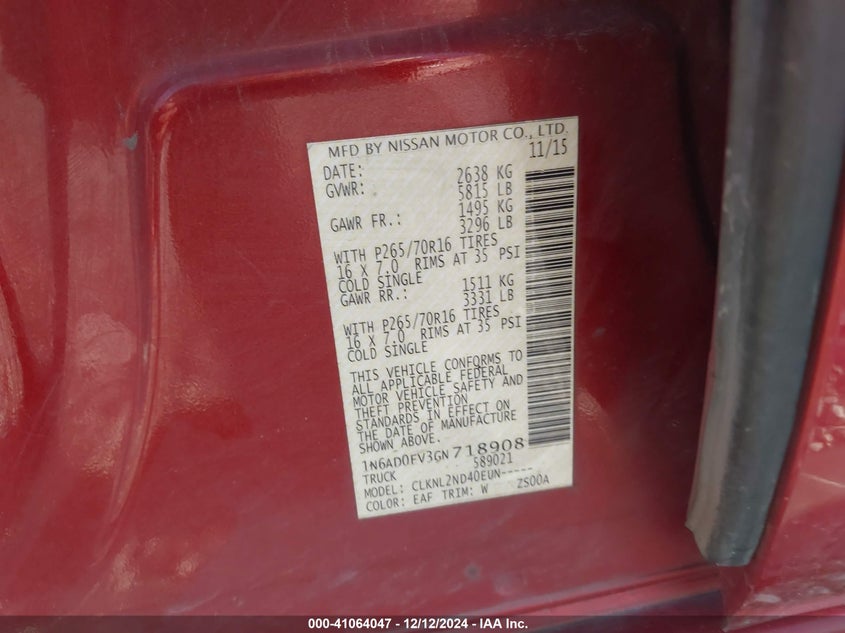 MFD BY NISSAN MOTOR CO., LTD.
DATE: 11/15
GVWR: 2638 KG
5815 LB
GAWR FR.: 1495 KG
3296 LB
WITH P265/70R16 TIRES
16 X 7.0 RIMS AT 35 PSI
COLD SINGLE
GAWR RR.: 1511 KG
3331 LB
WITH P265/70R16 TIRES
16 X 7.0 RIMS AT 35 PSI
COLD SINGLE
THIS VEHICLE CONFORMS TO
ALL APPLICABLE FEDERAL
MOTOR VEHICLE SAFETY AND
THEFT PREVENTION
STANDARDS IN EFFECT ON
THE DATE OF MANUFACTURE
SHOWN ABOVE.
1N6AD0EV3GN718908
TRUCK 589021
MODEL: CLKNL2ND40EUN-----
COLOR: EAF TRIM: W ZS00A
000-41064047 - 12/12/2024 - IAA Inc.